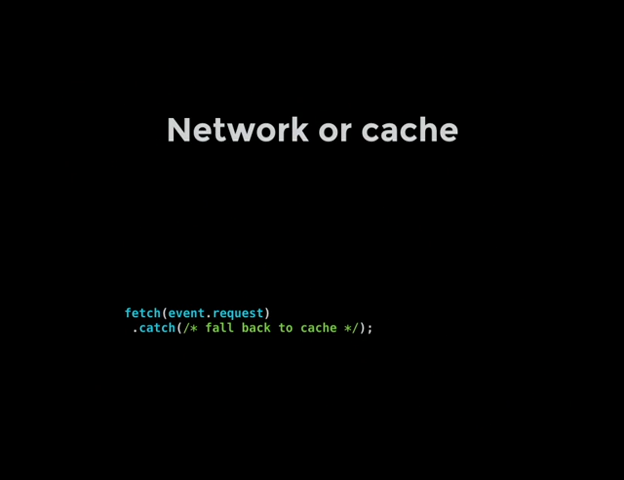 Network or cache
fetch(event.request)
.catch(/* fall back to cache */);